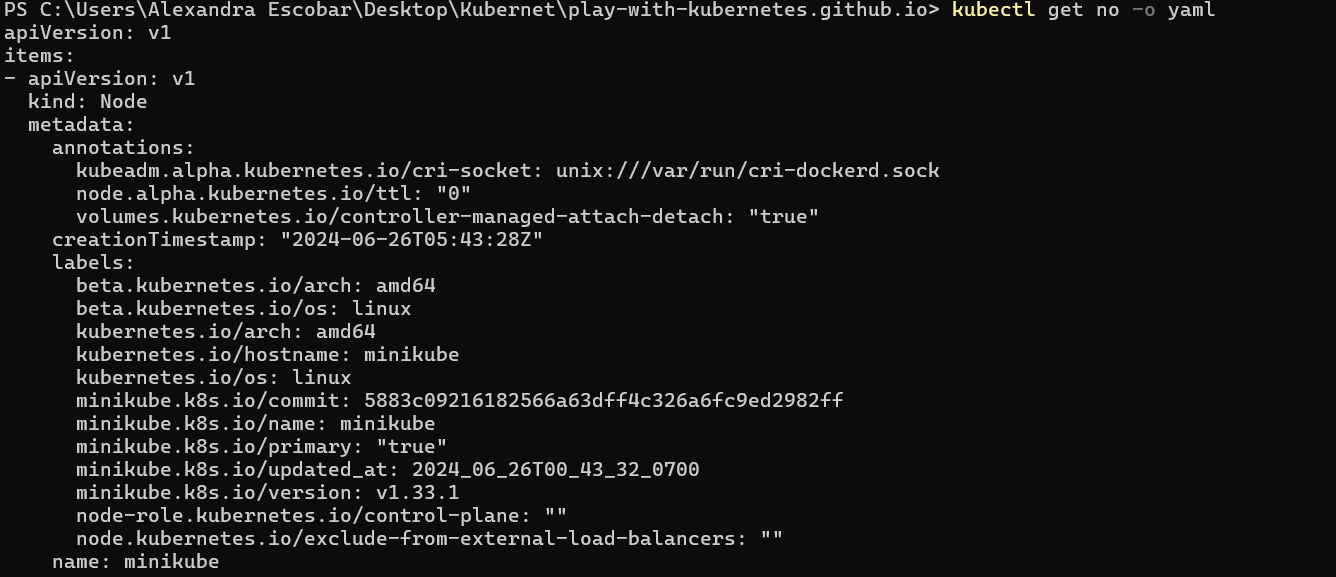 PS C:\Users\Alexandra Escobar\Desktop\Kubernet\play-with-kubernetes.github.io> kubectl get no -o yaml
apiVersion: v1
items:
- apiVersion: v1
  kind: Node
  metadata:
    annotations:
      kubeadm.alpha.kubernetes.io/cri-socket: unix:///var/run/cri-dockerd.sock
      node.alpha.kubernetes.io/ttl: "0"
      volumes.kubernetes.io/controller-managed-attach-detach: "true"
    creationTimestamp: "2024-06-26T05:43:28Z"
    labels:
      beta.kubernetes.io/arch: amd64
      beta.kubernetes.io/os: linux
      kubernetes.io/arch: amd64
      kubernetes.io/hostname: minikube
      kubernetes.io/os: linux
      minikube.k8s.io/commit: 5883c09216182566a63dff4c326a6fc9ed2982ff
      minikube.k8s.io/name: minikube
      minikube.k8s.io/primary: "true"
      minikube.k8s.io/updated_at: 2024_06_26T00_43_32_0700
      minikube.k8s.io/version: v1.33.1
      node-role.kubernetes.io/control-plane: ""
      node.kubernetes.io/exclude-from-external-load-balancers: ""
    name: minikube